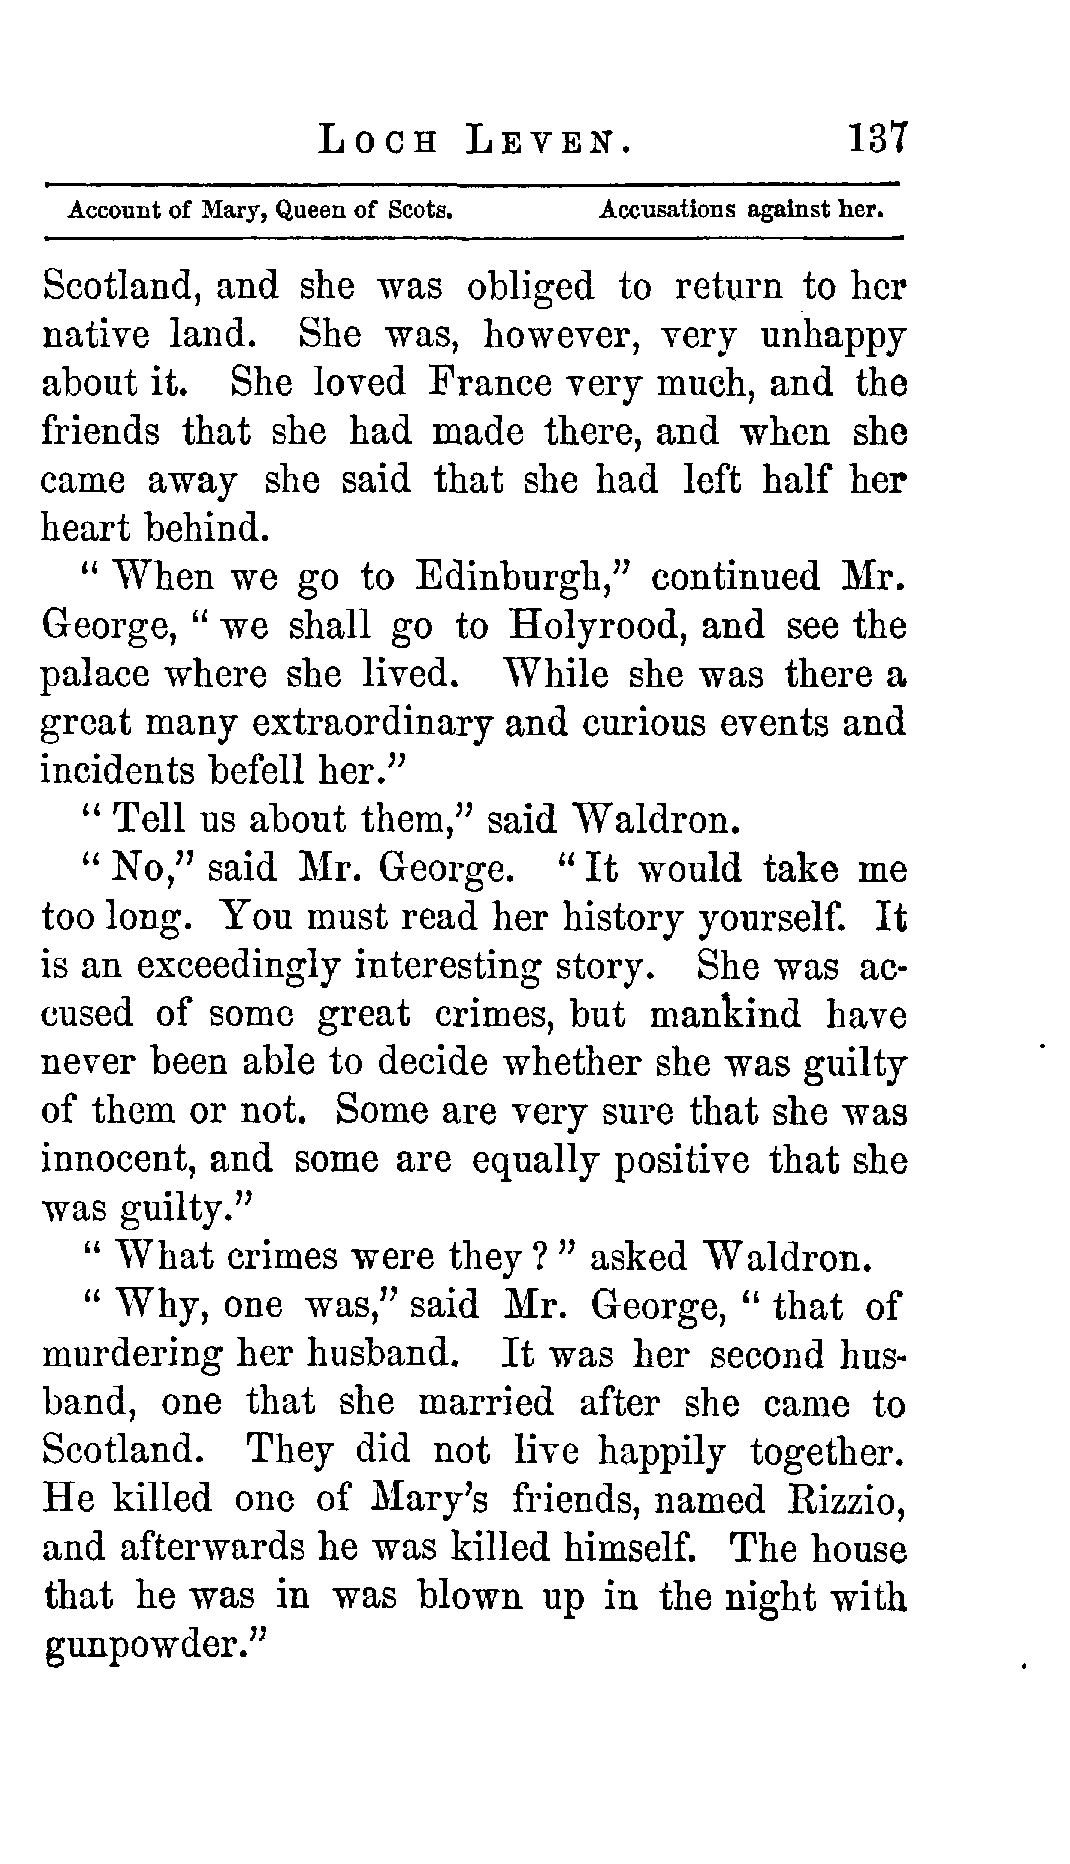 LOCH LEVEN. 137
Account of Mary, Queen of Scots. Accusations against her.
Scotland, and she was obliged to return to her
native land. She was, however, very unhappy
about it. She loved France very much, and the
friends that she had made there, and when she
came away she said that she had left half her
heart behind.
" When we go to Edinburgh," continued Mr.
George, " we shall go to Holyrood, and see the
palace where she lived. While she was there a
great many extraordinary and curious events and
incidents befell her."
" Tell us about them," said Waldron.
" No," said Mr. George. " It would take me
too long. You must read her history yourself. It
is an exceedingly interesting story. She was ac-
cused of some great crimes, but mankind have
never been able to decide whether she was guilty
of them or not. Some are very sure that she was
innocent, and some are equally positive that she
was guilty."
" What crimes were they ? " asked Waldron.
" Why, one was," said Mr. George, " that of
murdering her husband. It was her second hus-
band, one that she married after she came to
Scotland. They did not live happily together.
He killed one of Mary's friends, named Rizzio,
and afterwards he was killed himself. The house
that he was in was blown up in the night with
gunpowder."